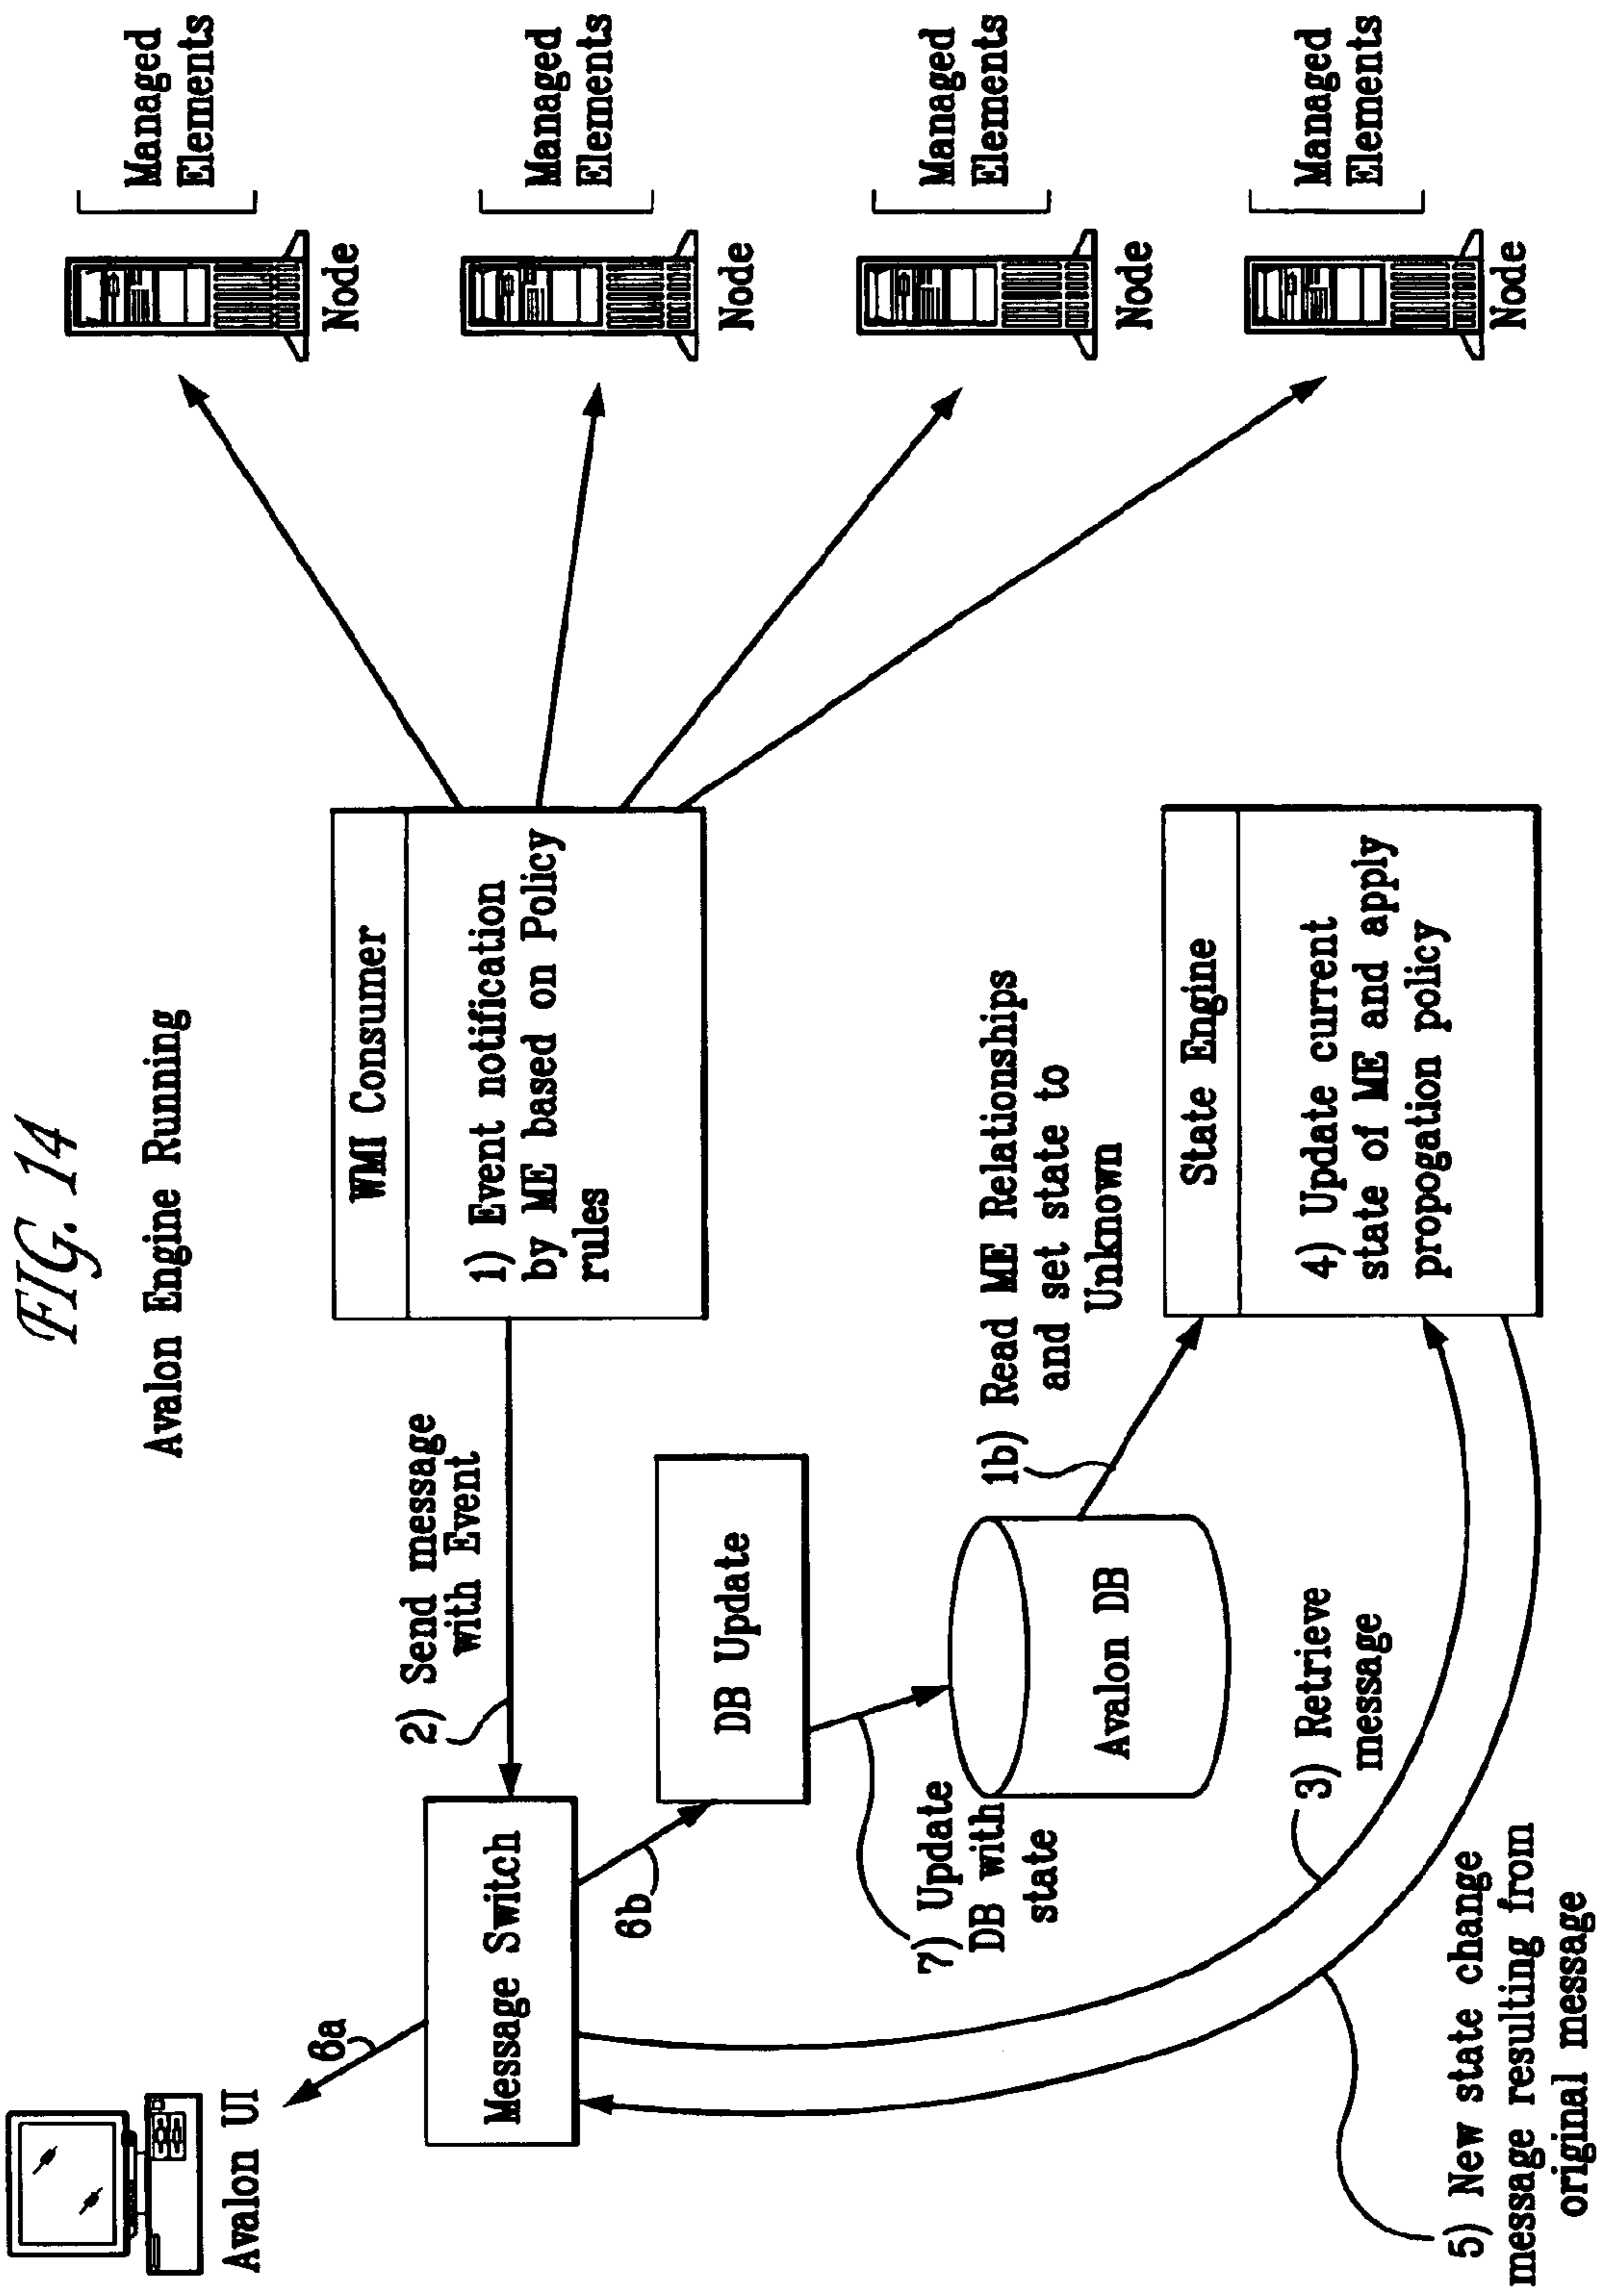 FIG. 14
Avalon Engine Running
Avalon UI
6a
Message Switch
2) Send message
with Event
WMI Consumer
1) Event notification
by ME based on Policy
rules
Node
Managed
Elements
Node
Managed
Elements
Node
Managed
Elements
Node
Managed
Elements
6b
DB Update
7) Update
DB with
state
Avalon DB
1b) Read ME Relationships
and set state to
Unknown
State Engine
4) Update current
state of ME and apply
propogation policy
3) Retrieve
message
5) New state change
message resulting from
original message